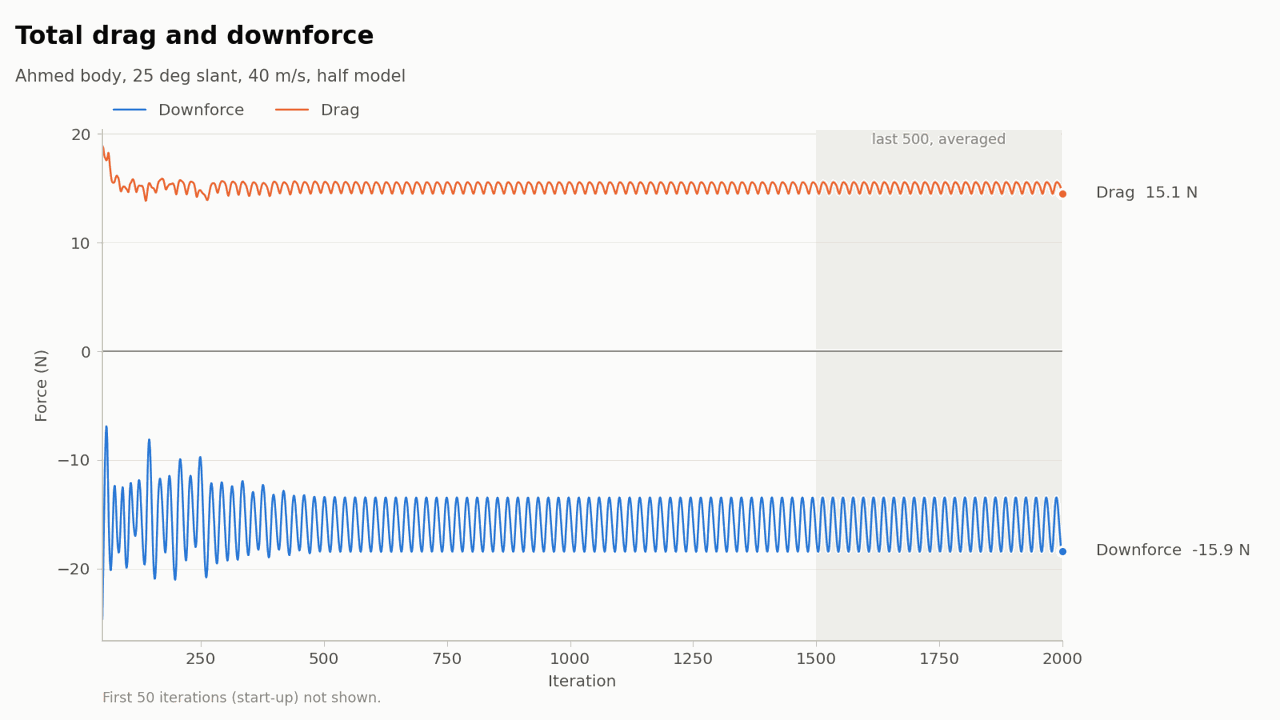 Total drag and downforce
Ahmed body, 25 deg slant, 40 m/s, half model
Downforce Drag
last 500, averaged
20
10
0
−10
−20
Force (N)
Drag 15.1 N
Downforce -15.9 N
250 500 750 1000 1250 1500 1750 2000
Iteration
First 50 iterations (start-up) not shown.